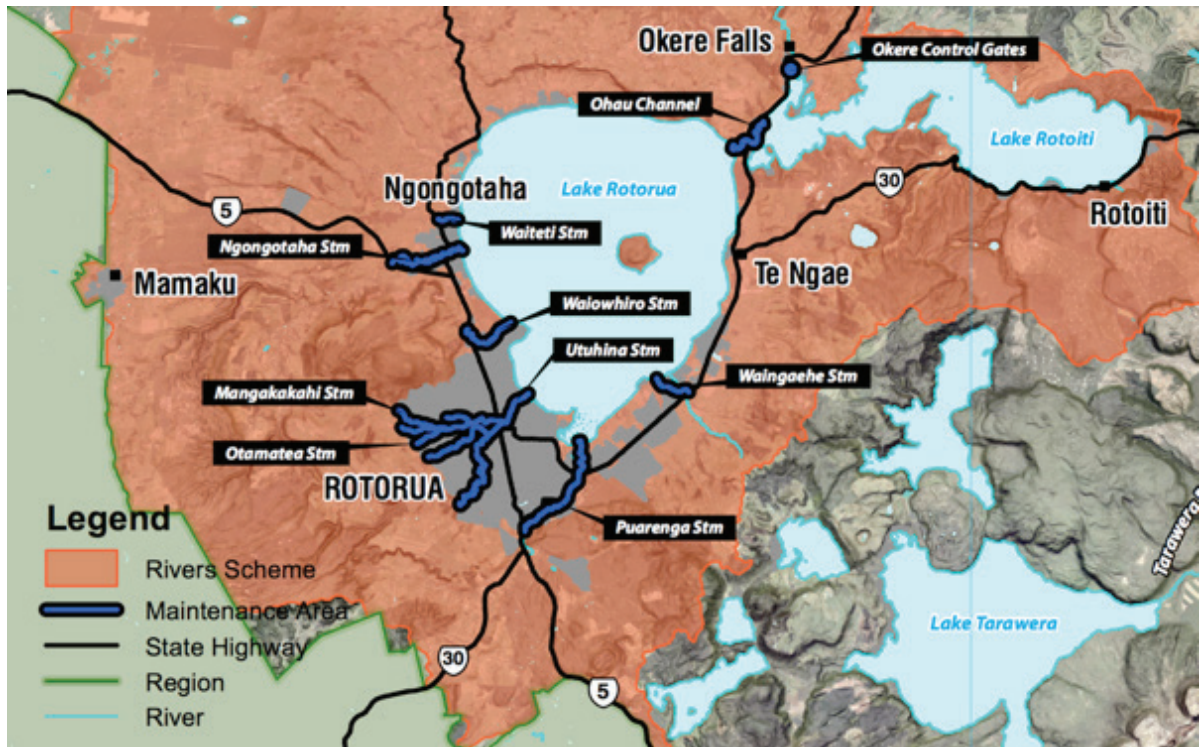 Okere Falls
Okere Control Gates
Ohau Channel
Lake Rotoiti
Lake Rotorua
30
Ngongotaha
Rotoiti
5
Waiteti Stm
Ngongotaha Stm
Te Ngae
Mamaku
Waiowhiro Stm
Utuhina Stm
Waingaehe Stm
Mangakakahi Stm
Otamatea Stm
ROTORUA
Puarenga Stm
Tarawera
Lake Tarawera
30
5
Legend
Rivers Scheme
Maintenance Area
State Highway
Region
River